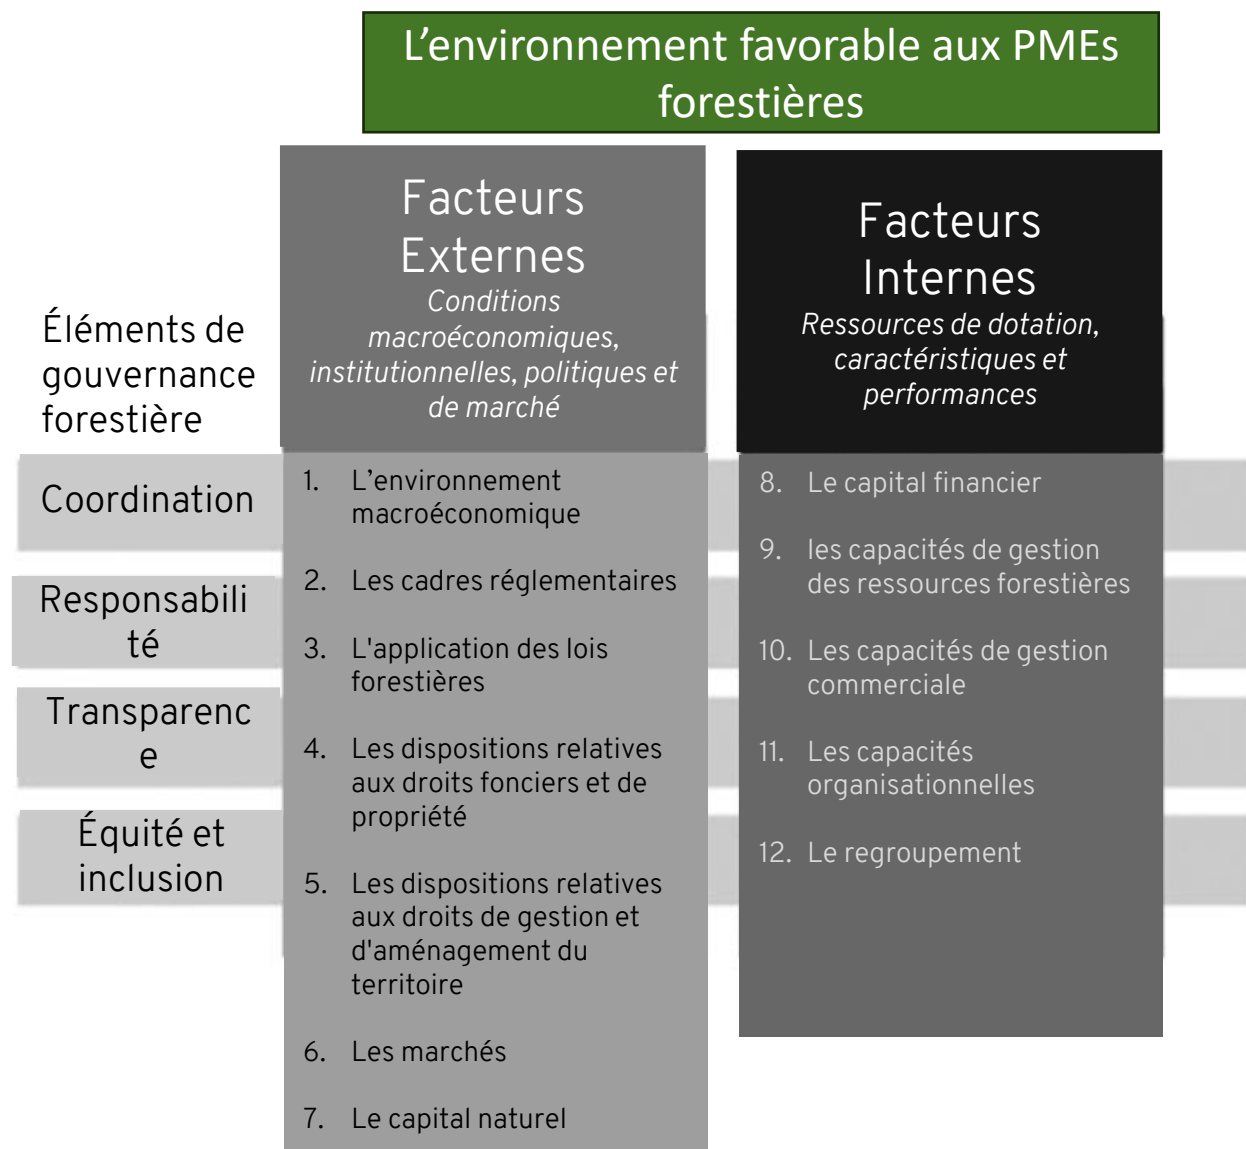 L’environnement favorable aux PMEs
forestières
Facteurs
Externes
Conditions
macroéconomiques,
institutionnelles, politiques et
de marché
Facteurs
Internes
Ressources de dotation,
caractéristiques et
performances
Éléments de
gouvernance
forestière
Coordination
Responsabili
té
Transparenc
e
Équité et
inclusion
1. L’environnement
macroéconomique
2. Les cadres réglementaires
3. L'application des lois
forestières
4. Les dispositions relatives
aux droits fonciers et de
propriété
5. Les dispositions relatives
aux droits de gestion et
d'aménagement du
territoire
6. Les marchés
7. Le capital naturel
8. Le capital financier
9. les capacités de gestion
des ressources forestières
10. Les capacités de gestion
commerciale
11. Les capacités
organisationnelles
12. Le regroupement